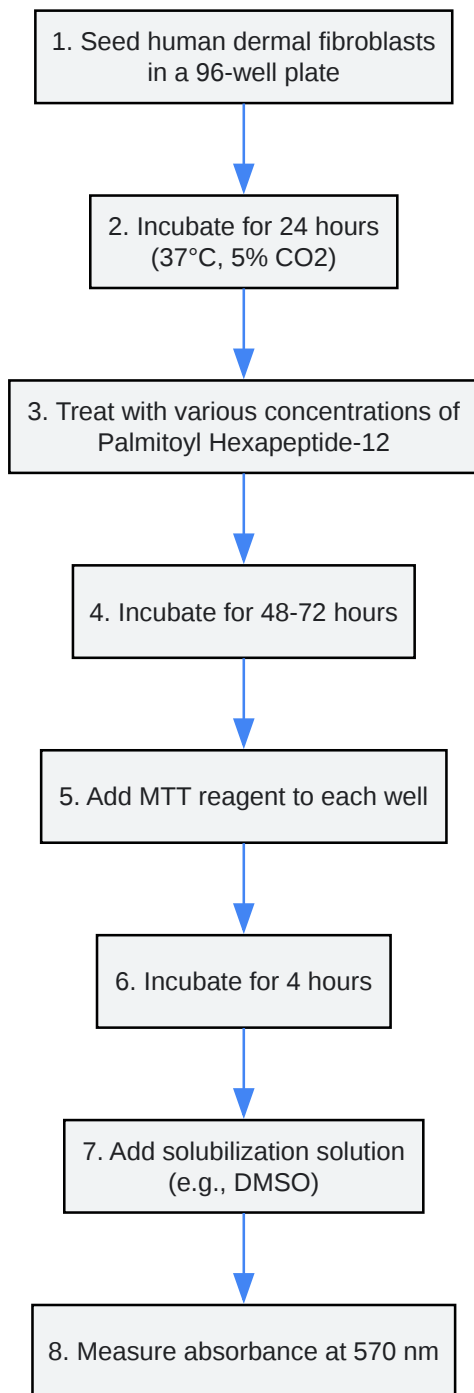 1. Seed human dermal fibroblasts
in a 96-well plate
2. Incubate for 24 hours
(37°C, 5% CO2)
3. Treat with various concentrations of
Palmitoyl Hexapeptide-12
4. Incubate for 48-72 hours
5. Add MTT reagent to each well
6. Incubate for 4 hours
7. Add solubilization solution
(e.g., DMSO)
8. Measure absorbance at 570 nm